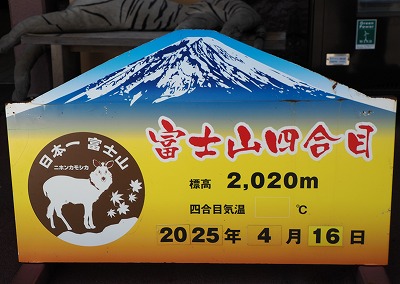 Green
Power
日本一 富士山
ニホンカモシカ
富士山四合目
標高 2,020m
四合目気温 ℃
2025年 4月 16日